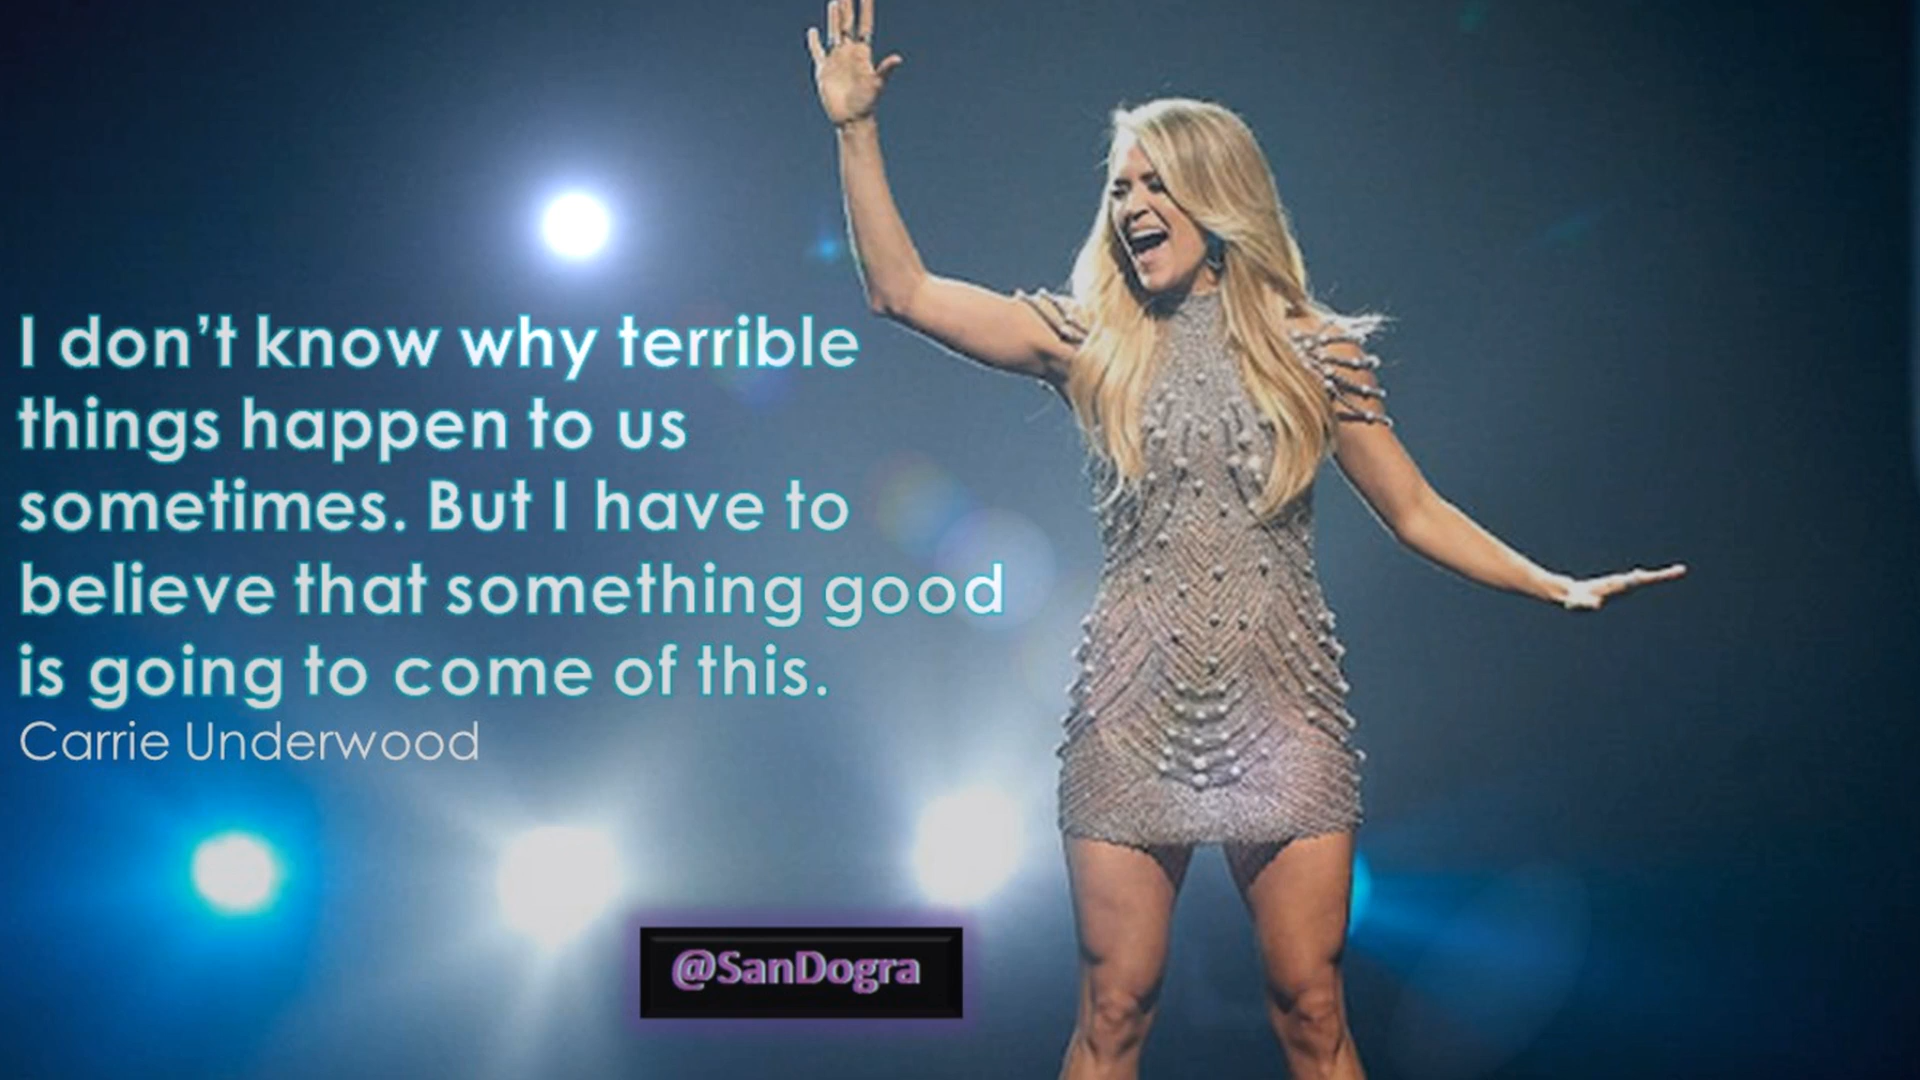 I don’t know why terrible
things happen to us
sometimes. But I have to
believe that something good
is going to come of this.
Carrie Underwood
@SanDogra